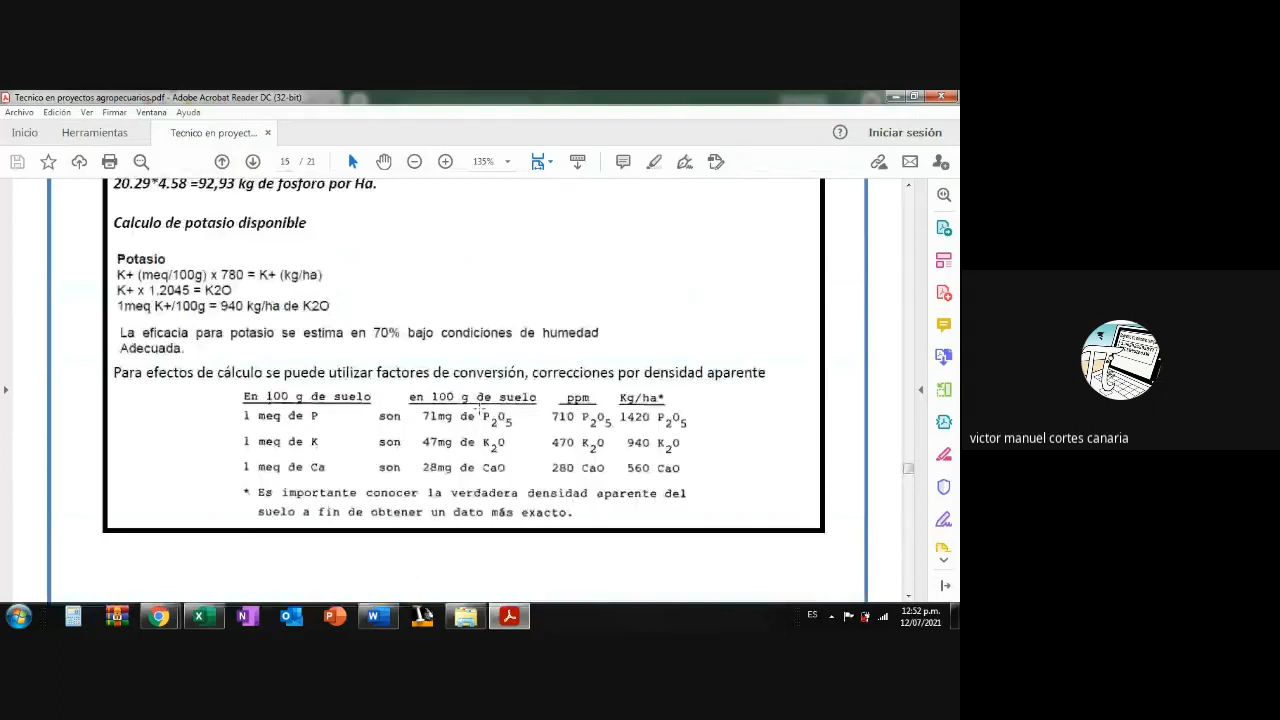 Tecnico en proyectos agropecuarios.pdf - Adobe Acrobat Reader DC (32-bit)
Archivo Edición Ver Firmar Ventana Ayuda
Inicio Herramientas Tecnico en proyect... × Iniciar sesión
15 / 21 135%
20.29*4.58 =92,93 kg de fosforo por Ha.
Calculo de potasio disponible
Potasio
K+ (meq/100g) x 780 = K+ (kg/ha)
K+ x 1.2045 = K2O
1meq K+/100g = 940 kg/ha de K2O
La eficacia para potasio se estima en 70% bajo condiciones de humedad
Adecuada.
Para efectos de cálculo se puede utilizar factores de conversión, correcciones por densidad aparente
En 100 g de suelo en 100 g de suelo ppm Kg/ha*
1 meq de P son 71mg de P2O5 710 P2O5 1420 P2O5
1 meq de K son 47mg de K2O 470 K2O 940 K2O
1 meq de Ca son 28mg de CaO 280 CaO 560 CaO
* Es importante conocer la verdadera densidad aparente del
suelo a fin de obtener un dato más exacto.
victor manuel cortes canaria
ES 12:52 p.m.
12/07/2021